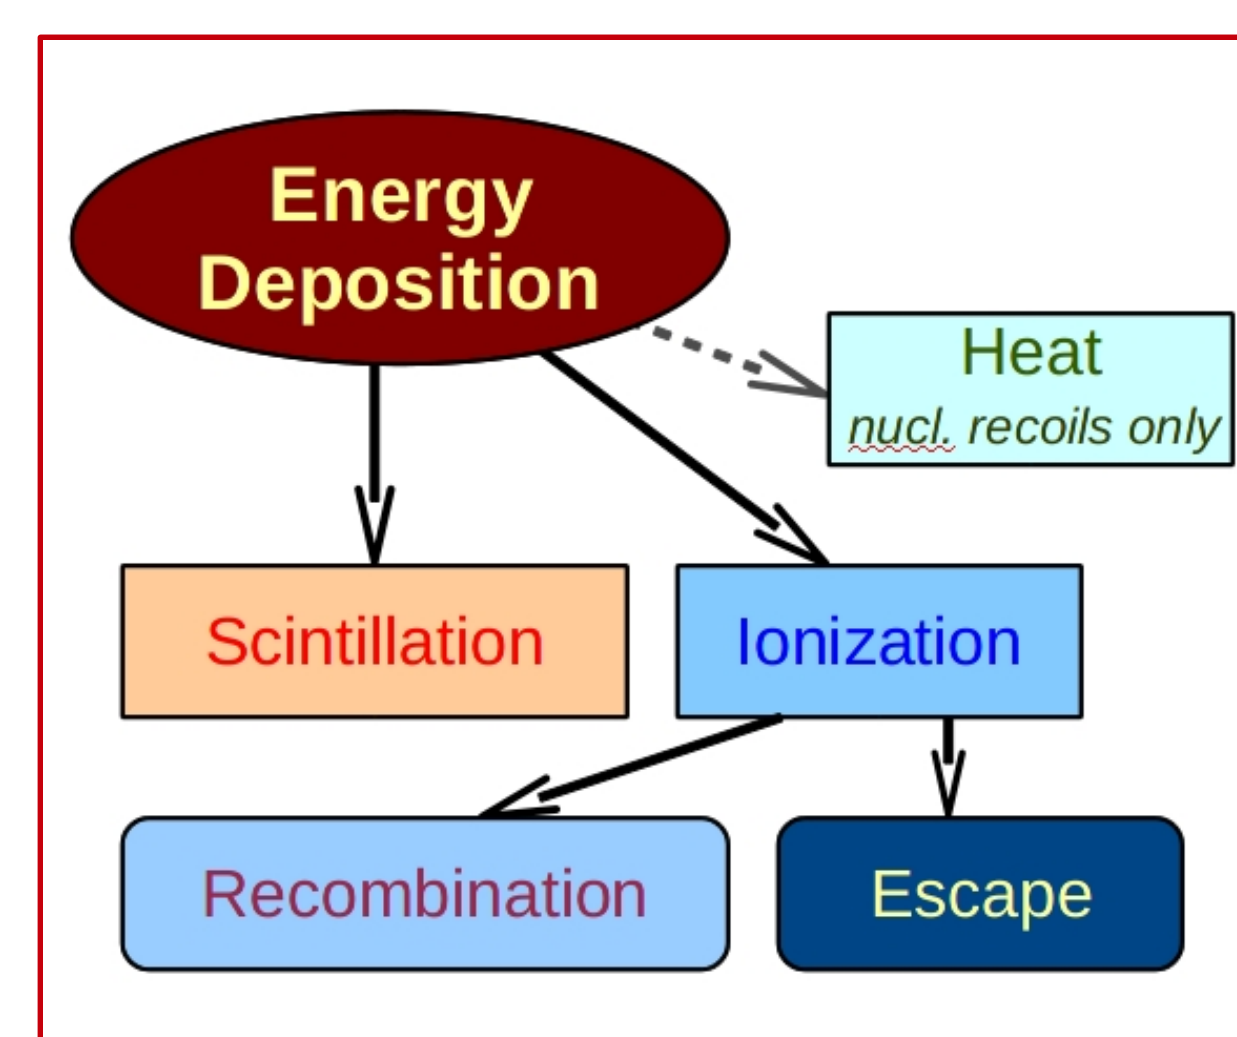 Energy
Deposition
Heat
nucl. recoils only
Scintillation
Ionization
Recombination
Escape